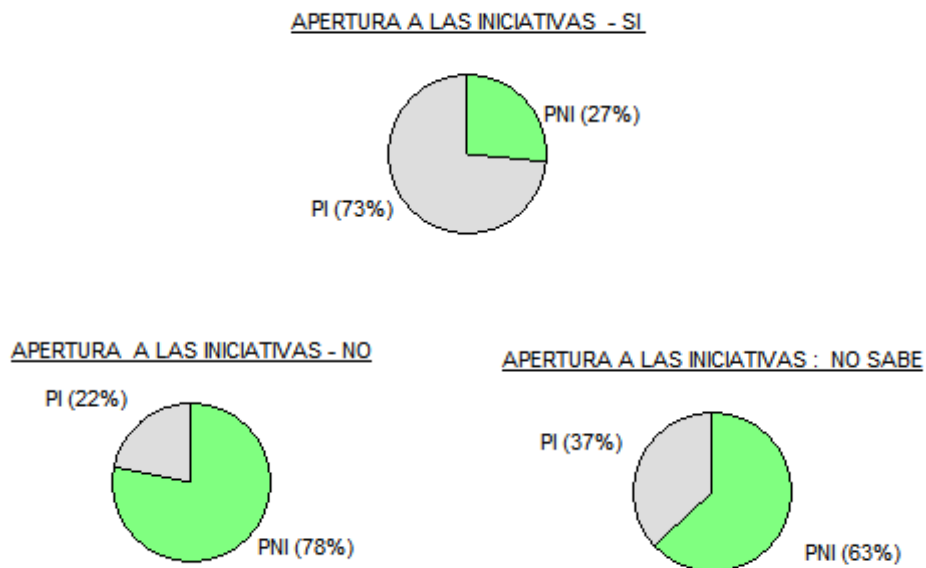 APERTURA A LAS INICIATIVAS - SI
PNI (27%)
PI (73%)
APERTURA A LAS INICIATIVAS - NO
PI (22%)
PNI (78%)
APERTURA A LAS INICIATIVAS : NO SABE
PI (37%)
PNI (63%)